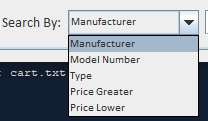 Search By: Manufacturer
Manufacturer
Model Number
cart.txt Type
Price Greater
Price Lower